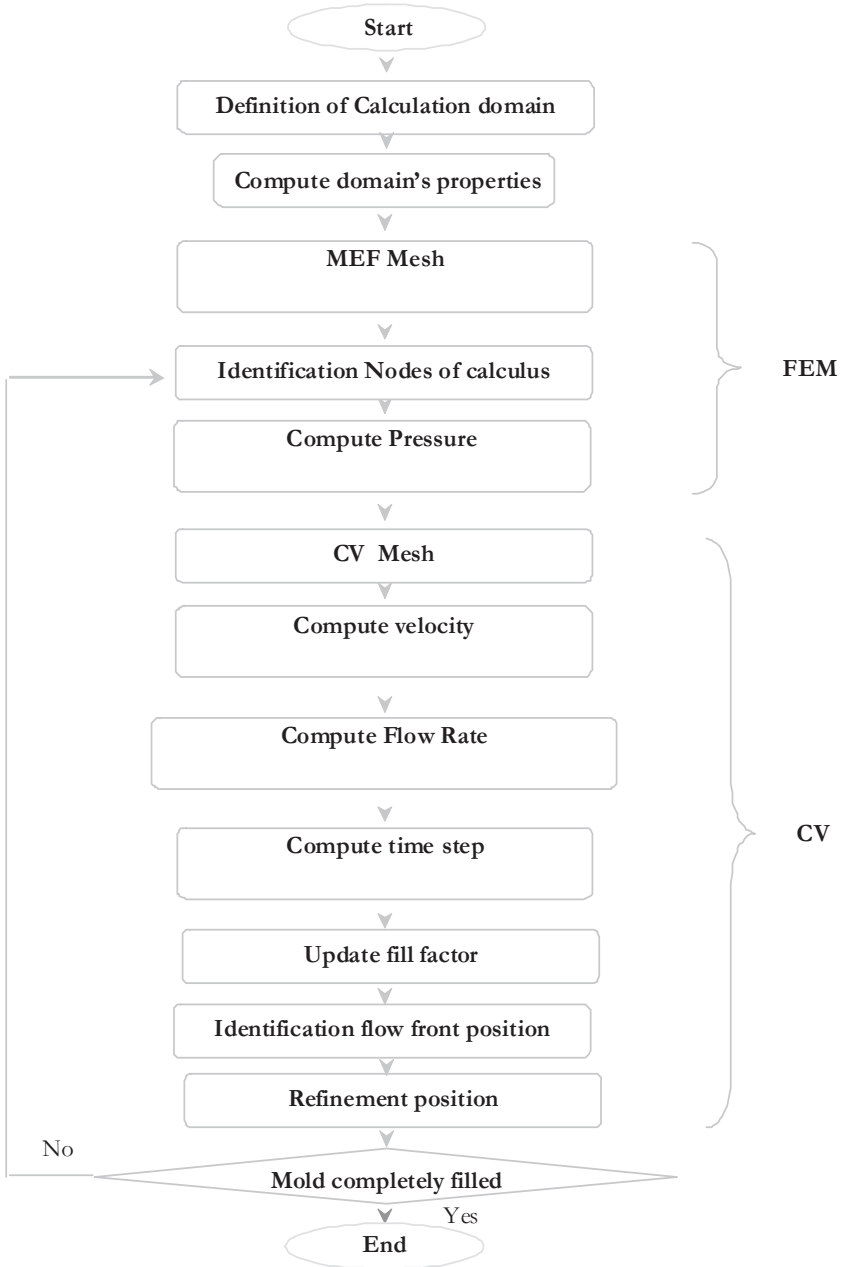 Start
Definition of Calculation domain
Compute domain's properties
MEF Mesh
Identification Nodes of calculus
FEM
Compute Pressure
CV Mesh
Compute velocity
Compute Flow Rate
Compute time step
CV
Update fill factor
Identification flow front position
Refinement position
No
Mold completely filled
Yes
End